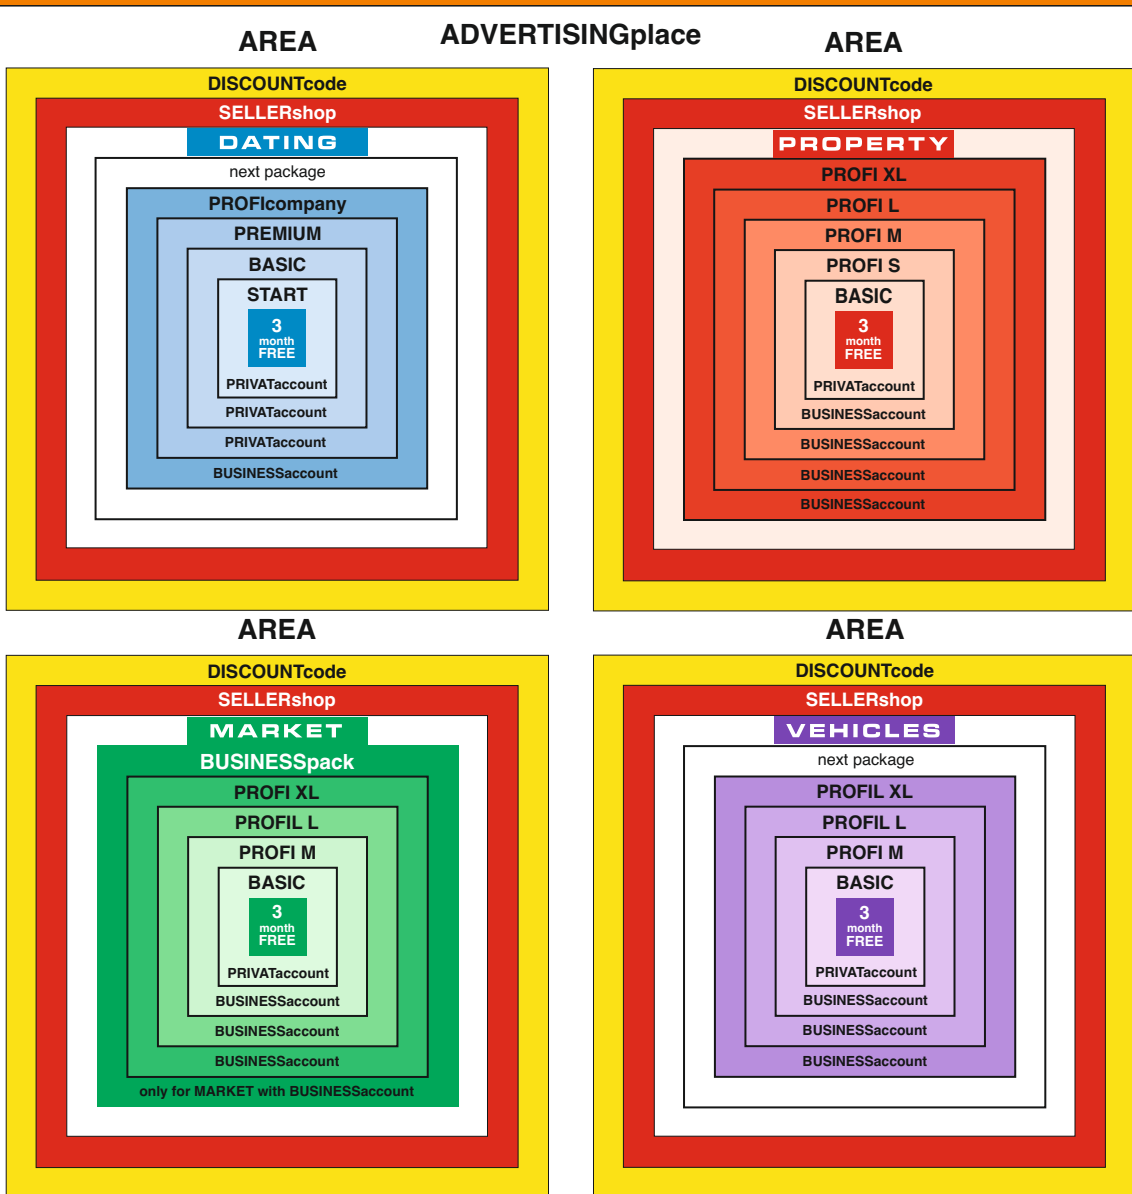 ADVERTISINGplace
AREA
DISCOUNTcode
SELLERshop
DATING
next package
PROFIcompany
PREMIUM
BASIC
START
3
month
FREE
PRIVATaccount
PRIVATaccount
PRIVATaccount
BUSINESSaccount
AREA
DISCOUNTcode
SELLERshop
PROPERTY
PROFI XL
PROFI L
PROFI M
PROFI S
BASIC
3
month
FREE
PRIVATaccount
BUSINESSaccount
BUSINESSaccount
BUSINESSaccount
BUSINESSaccount
AREA
DISCOUNTcode
SELLERshop
MARKET
BUSINESSpack
PROFI XL
PROFIL L
PROFI M
BASIC
3
month
FREE
PRIVATaccount
BUSINESSaccount
BUSINESSaccount
BUSINESSaccount
only for MARKET with BUSINESSaccount
AREA
DISCOUNTcode
SELLERshop
VEHICLES
next package
PROFIL XL
PROFIL L
PROFI M
BASIC
3
month
FREE
PRIVATaccount
BUSINESSaccount
BUSINESSaccount
BUSINESSaccount